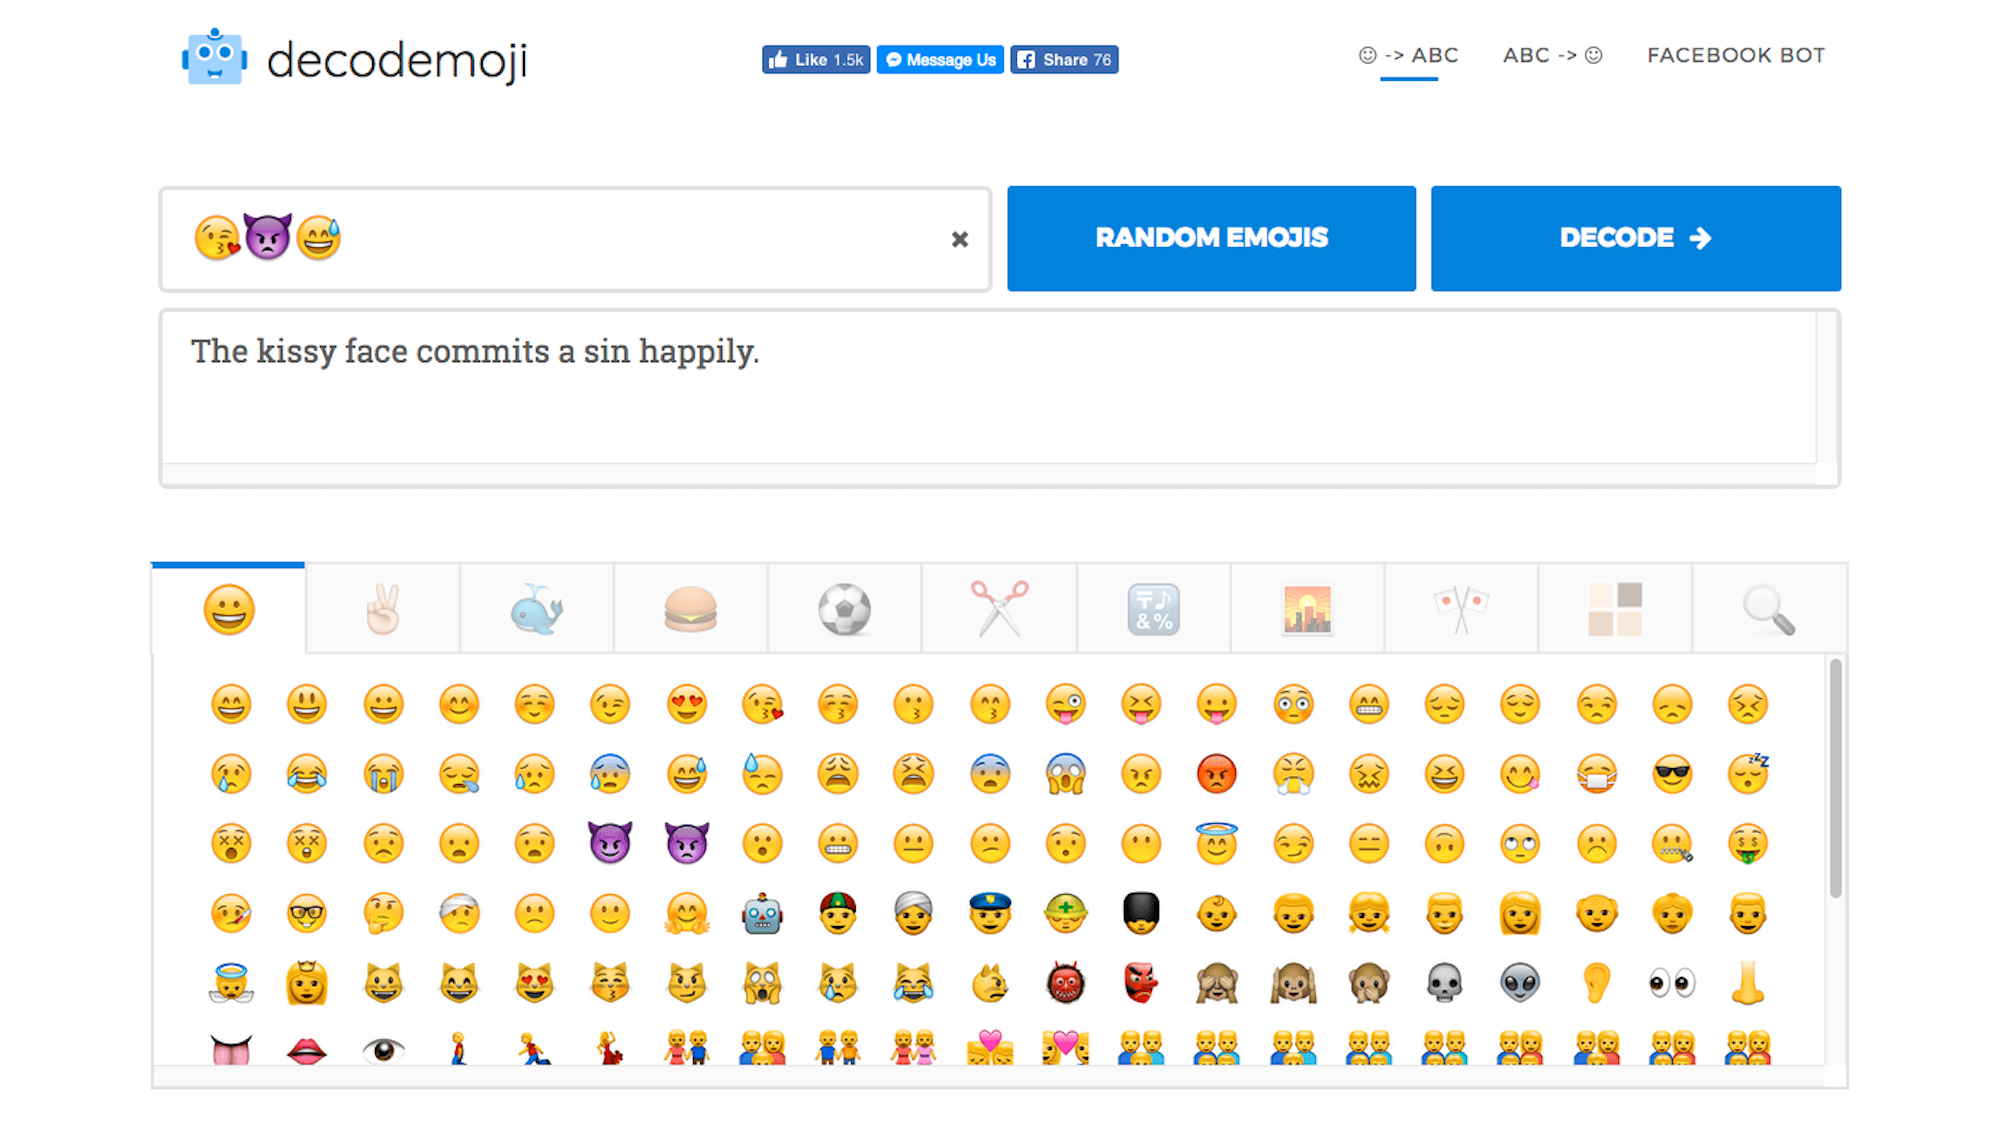 decodemoji
Like 1.5k
Message Us
Share 76
☺ -> ABC
ABC -> ☺
FACEBOOK BOT
😘👿😅
RANDOM EMOJIS
DECODE →
The kissy face commits a sin happily.